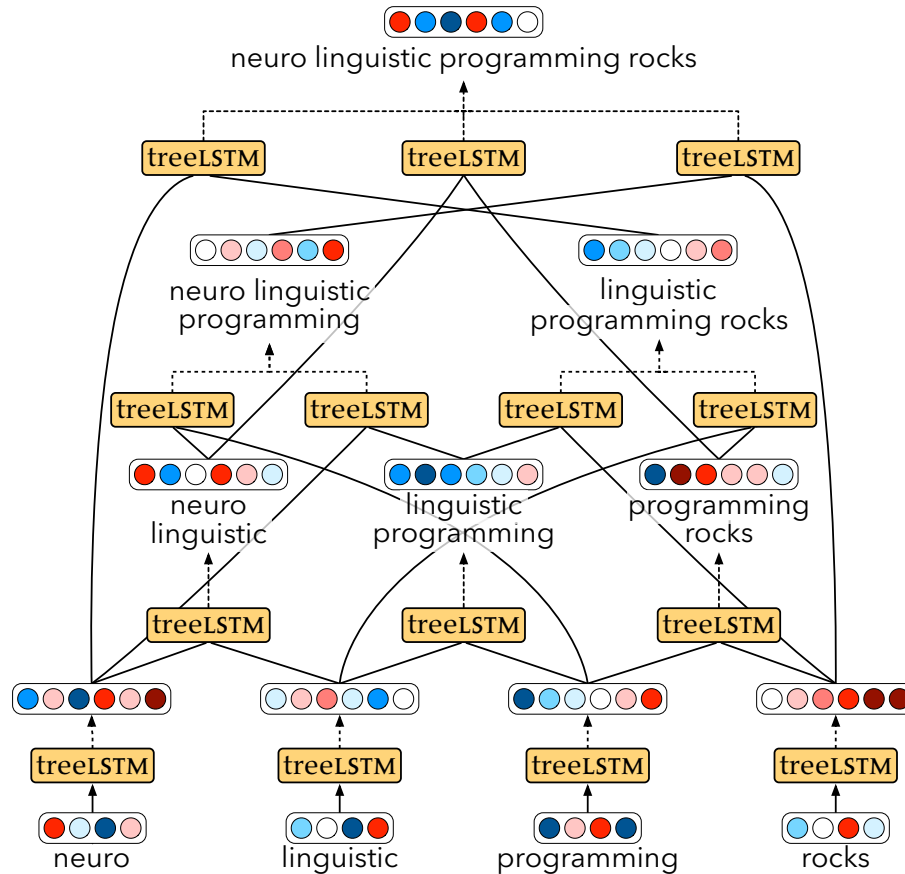 neuro linguistic programming rocks
treeLSTM treeLSTM treeLSTM
neuro linguistic
programming
linguistic
programming rocks
treeLSTM treeLSTM treeLSTM treeLSTM
neuro
linguistic
linguistic
programming
programming
rocks
treeLSTM treeLSTM treeLSTM
treeLSTM treeLSTM treeLSTM treeLSTM
neuro linguistic programming rocks